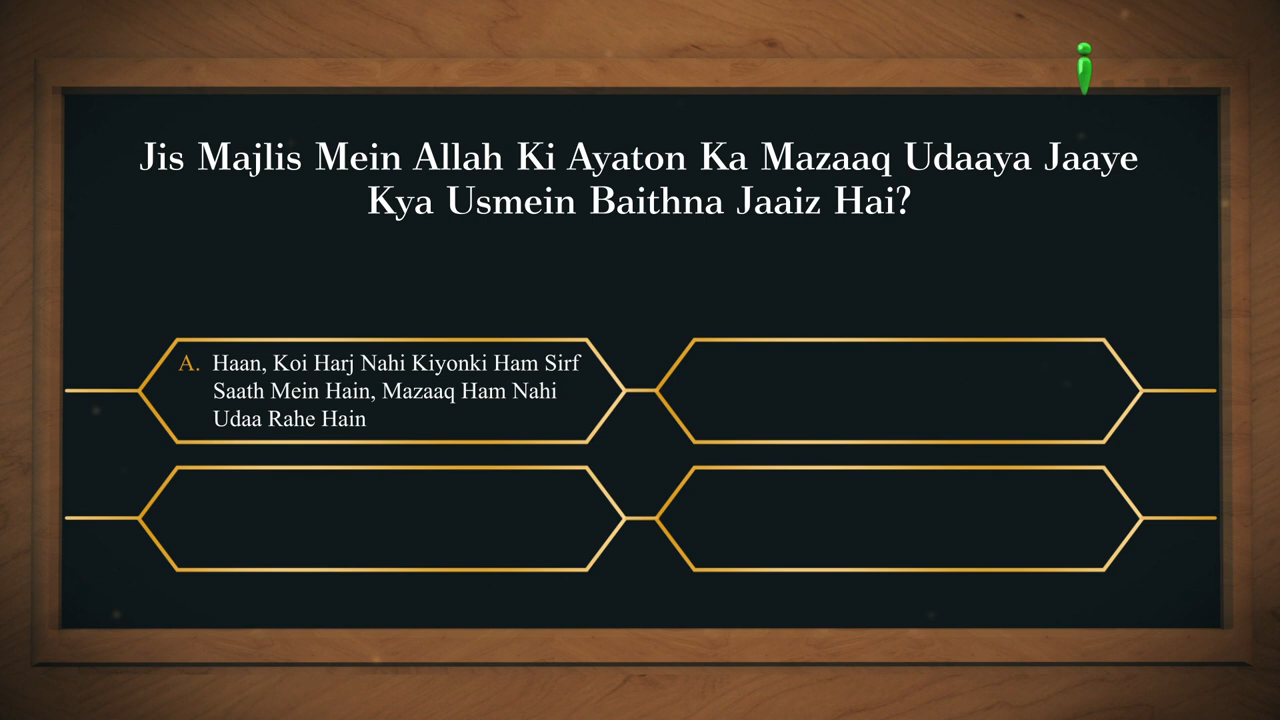 Jis Majlis Mein Allah Ki Ayaton Ka Mazaaq Udaaya Jaaye
Kya Usmein Baithna Jaaiz Hai?
A. Haan, Koi Harj Nahi Kiyonki Ham Sirf
Saath Mein Hain, Mazaaq Ham Nahi
Udaa Rahe Hain